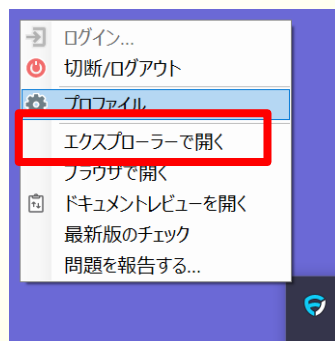 ログイン...
切断/ログアウト
プロファイル
エクスプローラーで開く
ブラウザで開く
ドキュメントレビューを開く
最新版のチェック
問題を報告する...